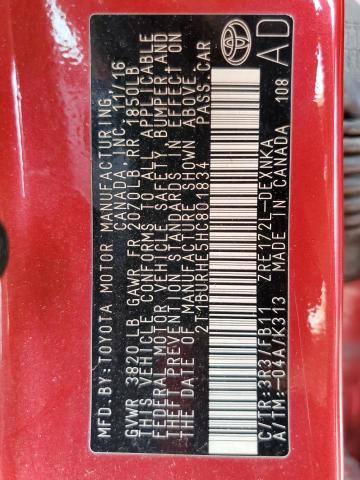 MFD. BY: TOYOTA MOTOR MANUFACTURING
CANADA INC. 11/16
GVWR 3820 LB GAWR FR 2070LB RR 1850LB
THIS VEHICLE CONFORMS TO ALL APPLICABLE
FEDERAL MOTOR VEHICLE SAFETY, BUMPER, AND
THEFT PREVENTION STANDARDS IN EFFECT ON
THE DATE OF MANUFACTURE SHOWN ABOVE.
2T1BURHE5HC801834 PASS. CAR
C/TR: 3R3/FB11 ZRE172L-DEXNKA
A/TM: -04A/K313 MADE IN CANADA 108
AD